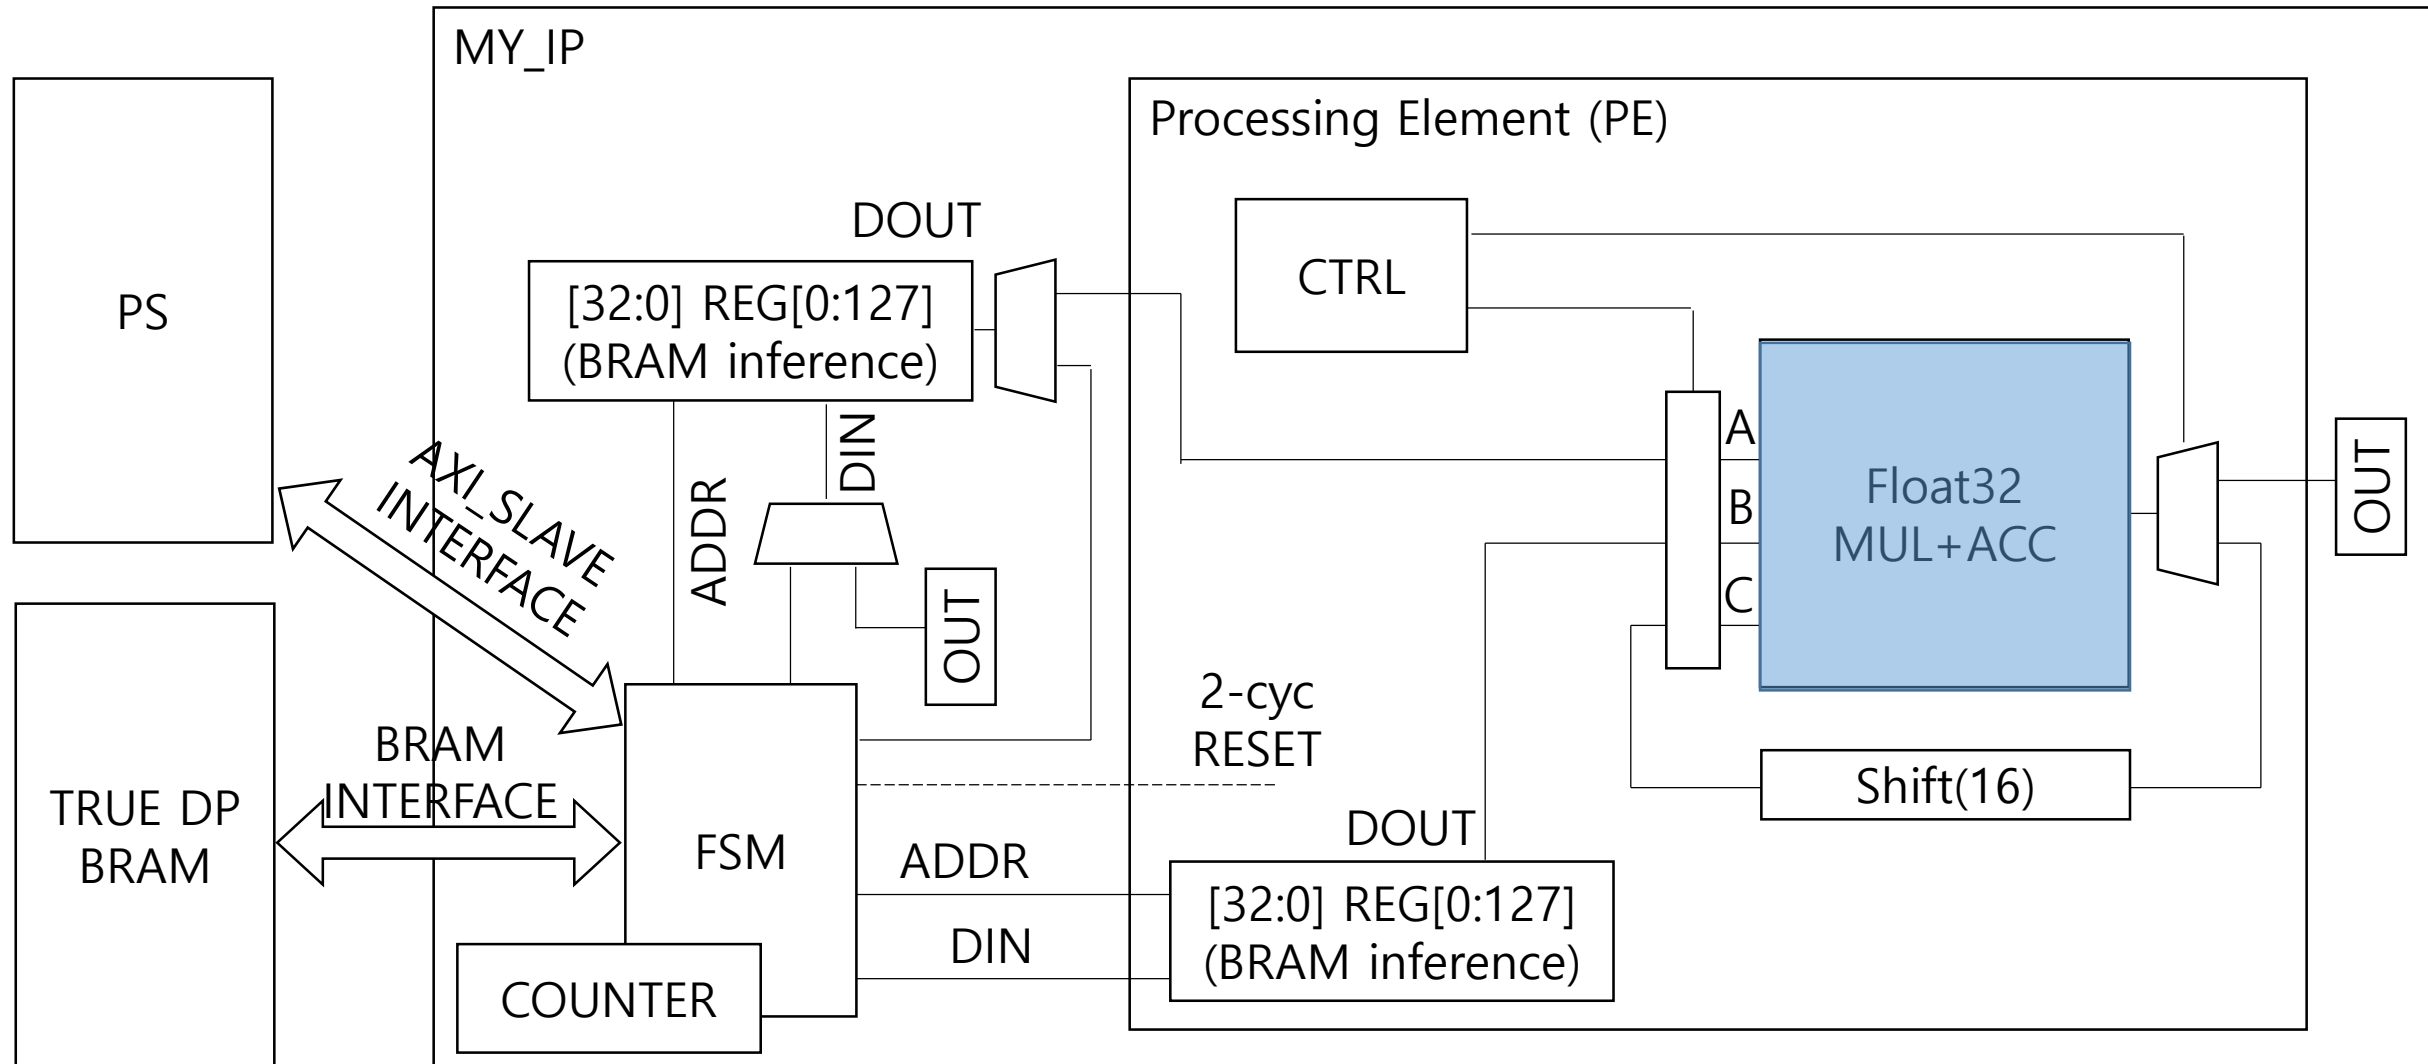 MY_IP
Processing Element (PE)
PS
DOUT
[32:0] REG[0:127]
(BRAM inference)
CTRL
DIN
ADDR
AXI_SLAVE
INTERFACE
OUT
A
B
C
Float32
MUL+ACC
OUT
2-cyc
RESET
Shift(16)
BRAM
INTERFACE
TRUE DP
BRAM
FSM
ADDR
DIN
COUNTER
DOUT
[32:0] REG[0:127]
(BRAM inference)